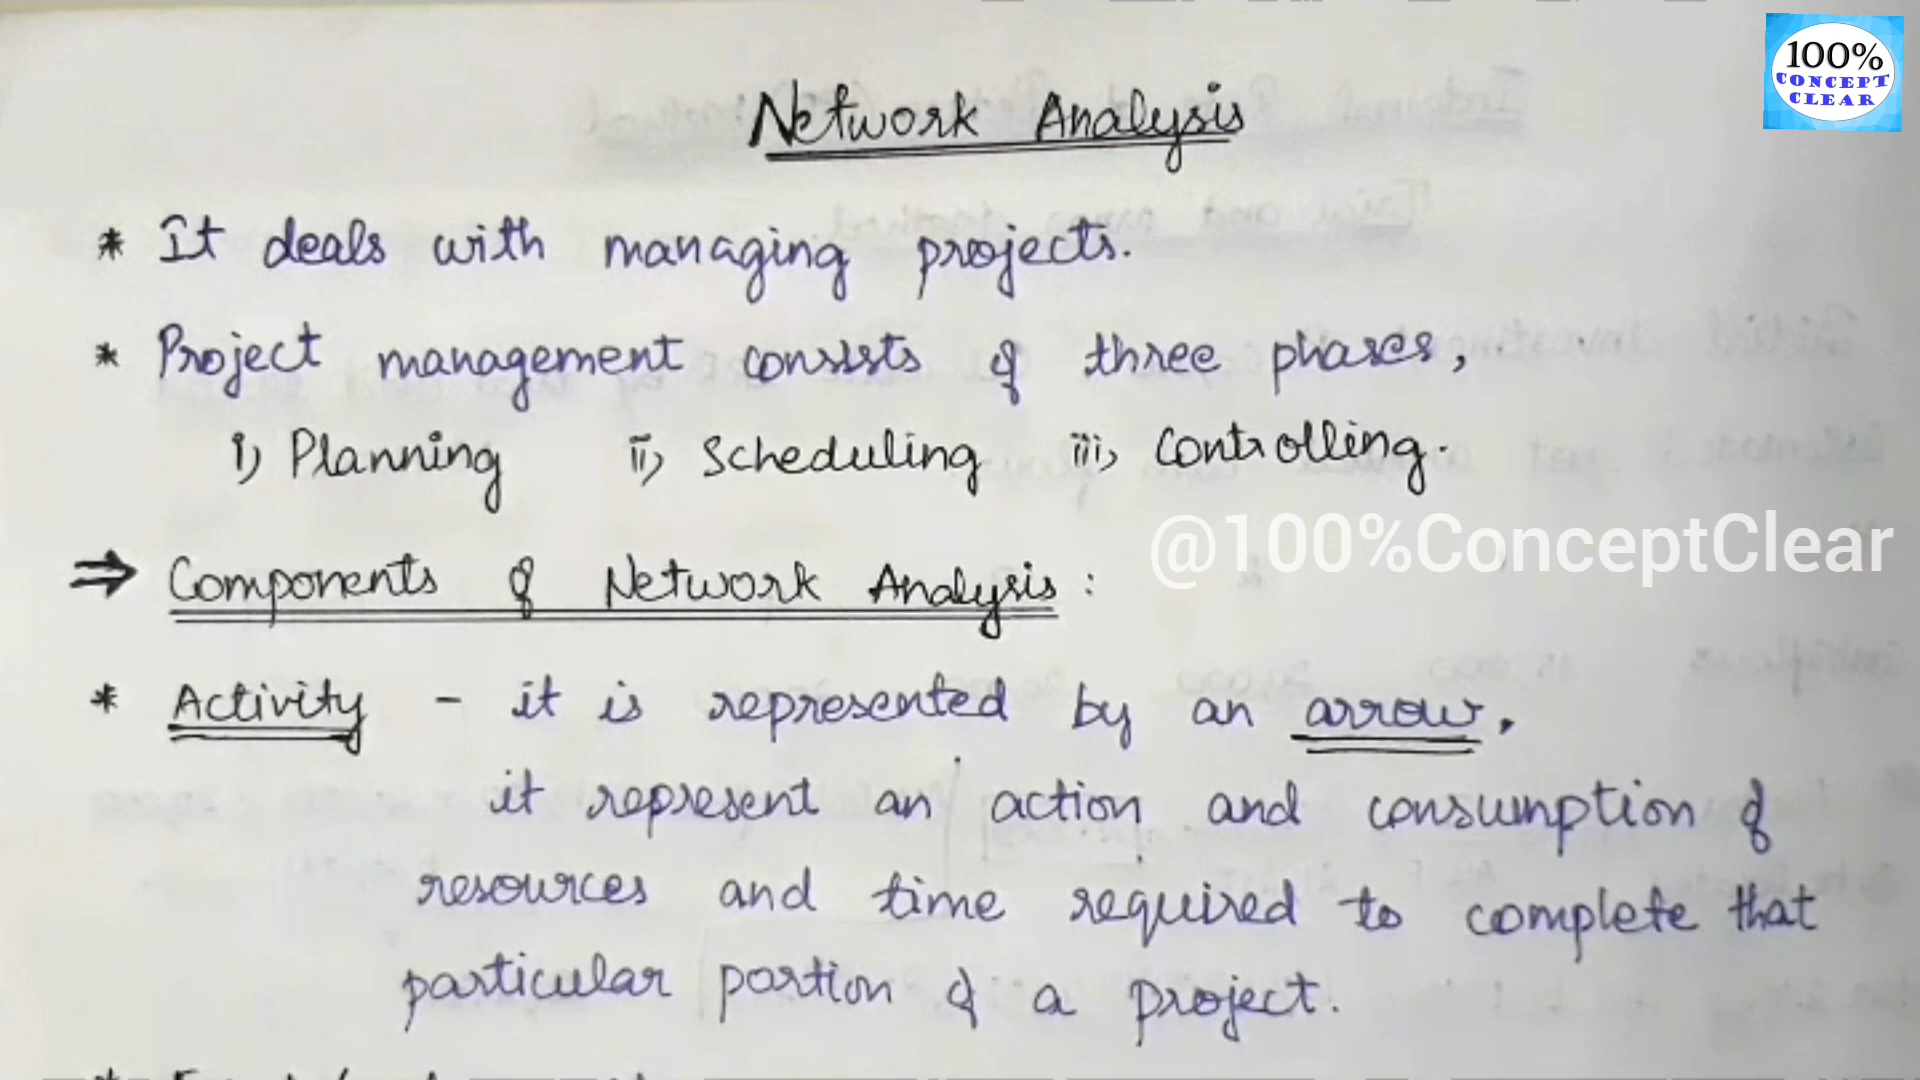 100%
CONCEPT
CLEAR
Network Analysis
* It deals with managing projects.
* Project management consists of three phases,
i) Planning ii) Scheduling iii) Controlling.
@100%ConceptClear
⇒ Components of Network Analysis :
* Activity - it is represented by an arrow.
it represent an action and consumption of
resources and time required to complete that
particular portion of a project.